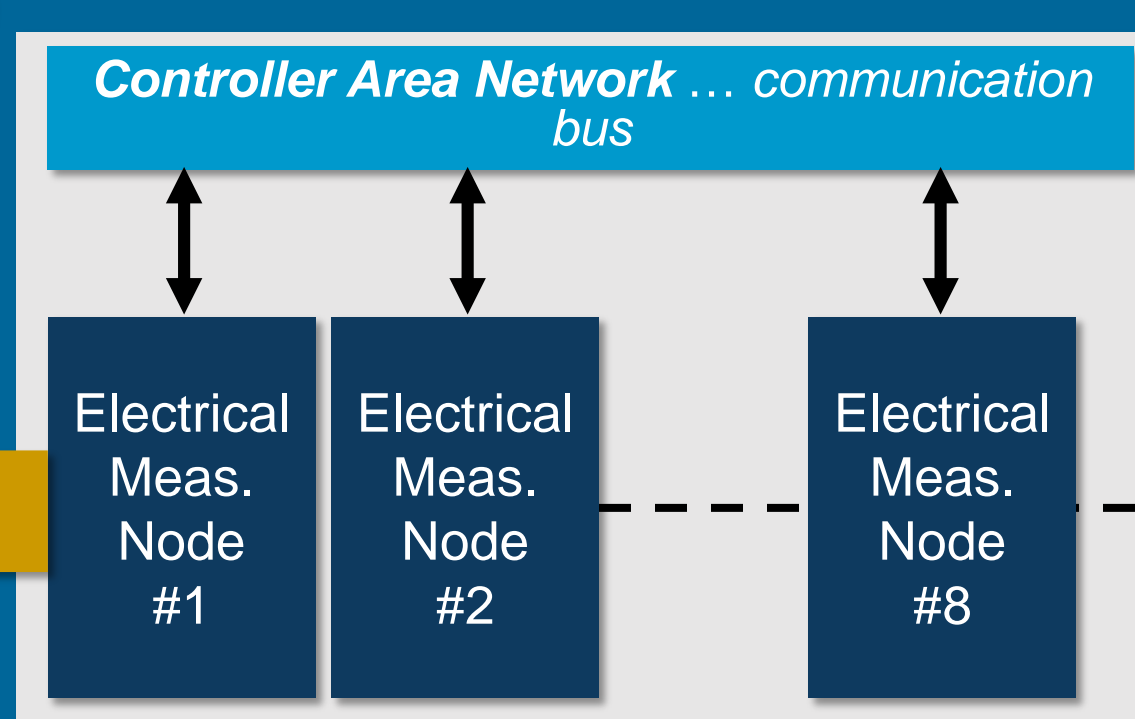 Controller Area Network … communication
bus
Electrical
Meas.
Node
#1
Electrical
Meas.
Node
#2
Electrical
Meas.
Node
#8